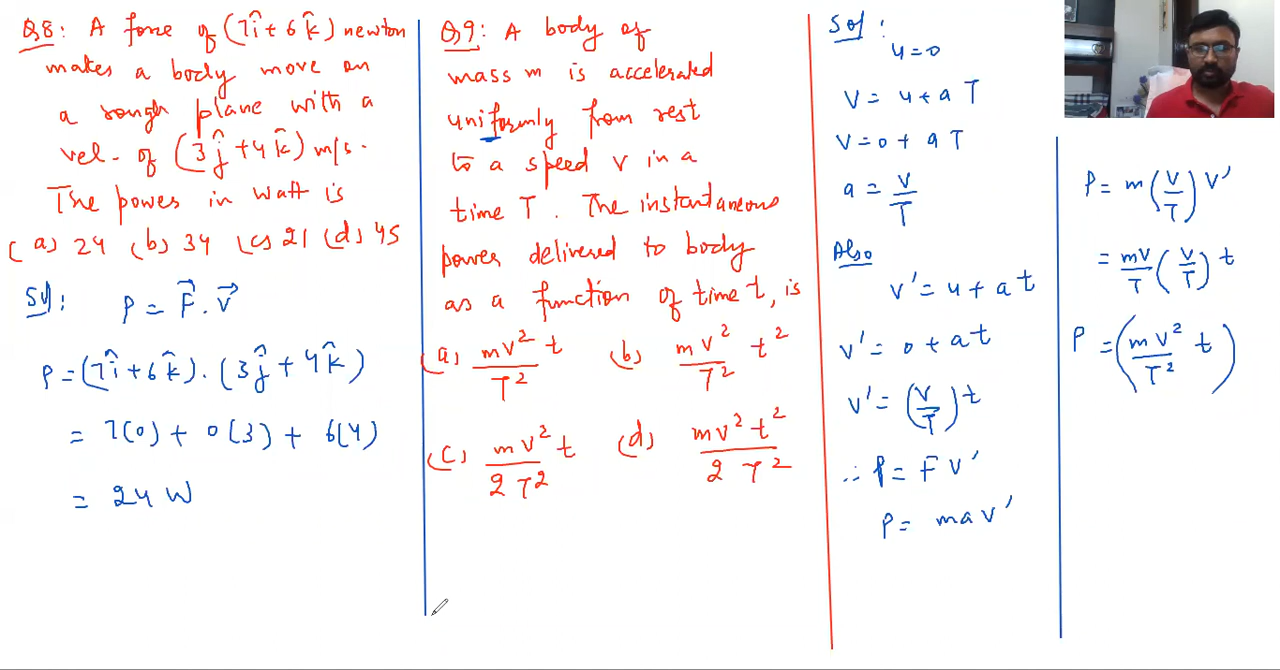 Q8: A force of (7î + 6k̂) newton
makes a body move on
a rough plane with a
vel- of (3ĵ + 4k̂) m/s.
The power in watt is
(a) 24 (b) 34 (c) 21 (d) 45
Sol:
P = F⃗ . v⃗
P = (7î + 6k̂) . (3ĵ + 4k̂)
= 7(0) + 0(3) + 6(4)
= 24 W
Q9: A body of
mass m is accelerated
uniformly from rest
to a speed v in a
time T. The instantaneous
power delivered to body
as a function of time t, is
(a) mv²/T² t (b) mv²/T² t²
(c) mv²/2T² t (d) mv²t²/2T²
Sol:
u = 0
v = u + aT
v = 0 + aT
a = v/T
Also
v' = u + at
v' = 0 + at
v' = (v/T) t
∴ P = F v'
P = mav'
P = m (v/T) v'
= mv/T (v/T) t
P = (mv²/T² t)